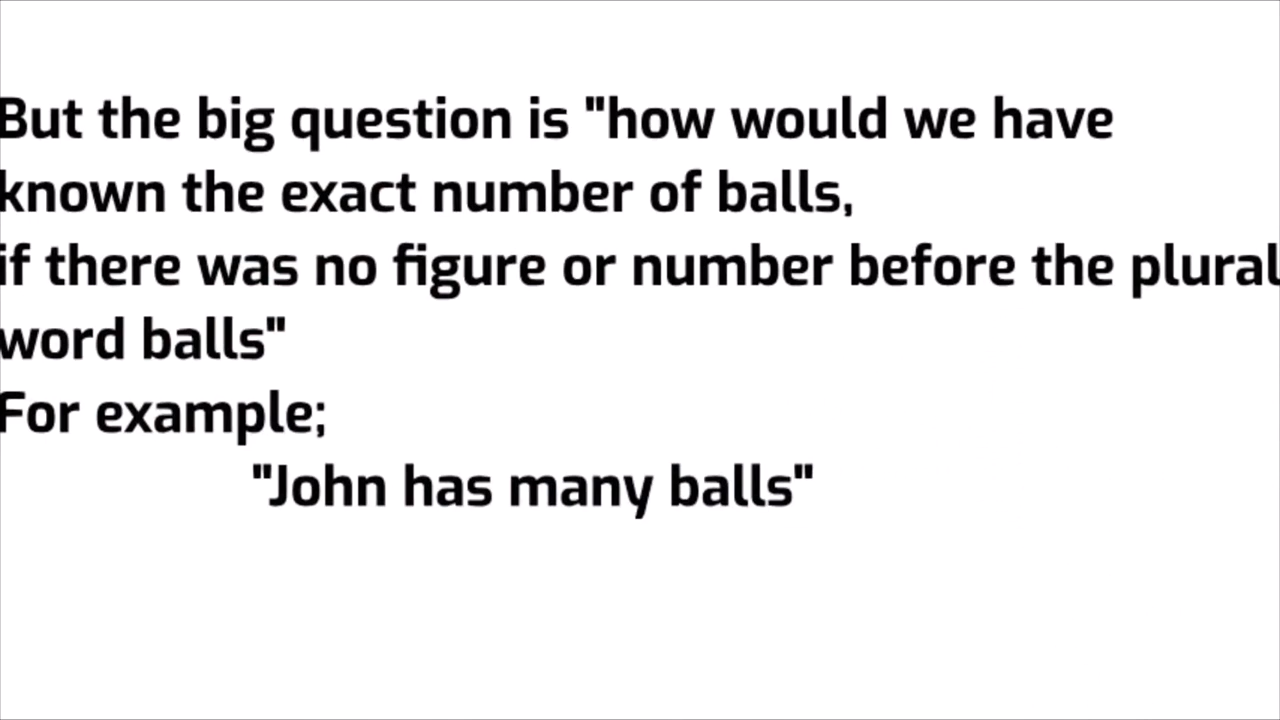 But the big question is "how would we have
known the exact number of balls,
if there was no figure or number before the plural
word balls"
For example;
"John has many balls"